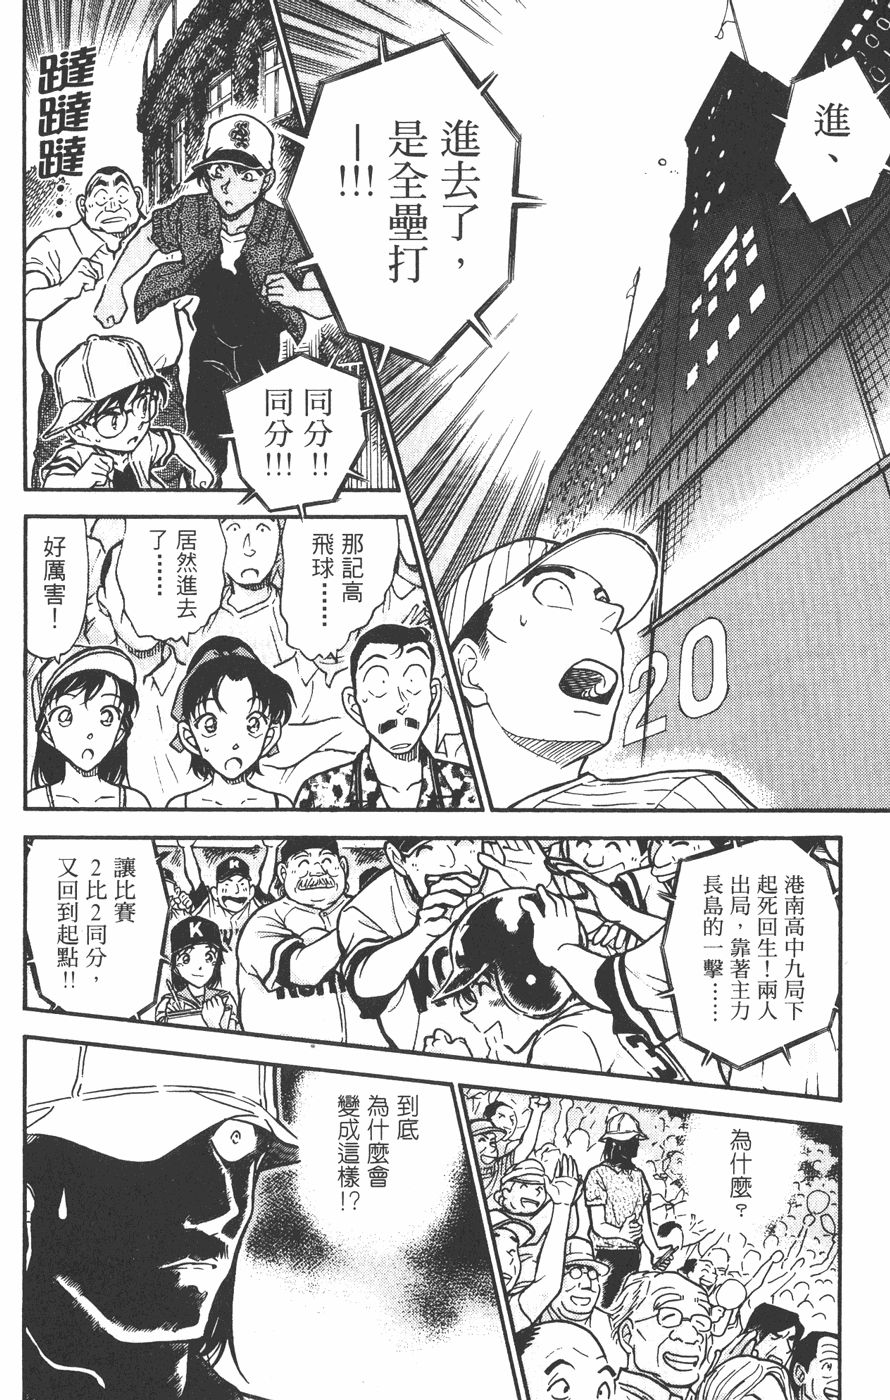 進、
進去了，
是全壘打
ー!!!
同分!!
同分!!!
躂躂躂…
20
那記高
飛球……
居然進去
了……
好厲害！
港南高中九局下
起死回生！兩人
出局，靠著主力
長島的一擊……
K
K
讓比賽
2比2同分，
又回到起點!!
為什麼？
到底
為什麼會
變成這樣!?